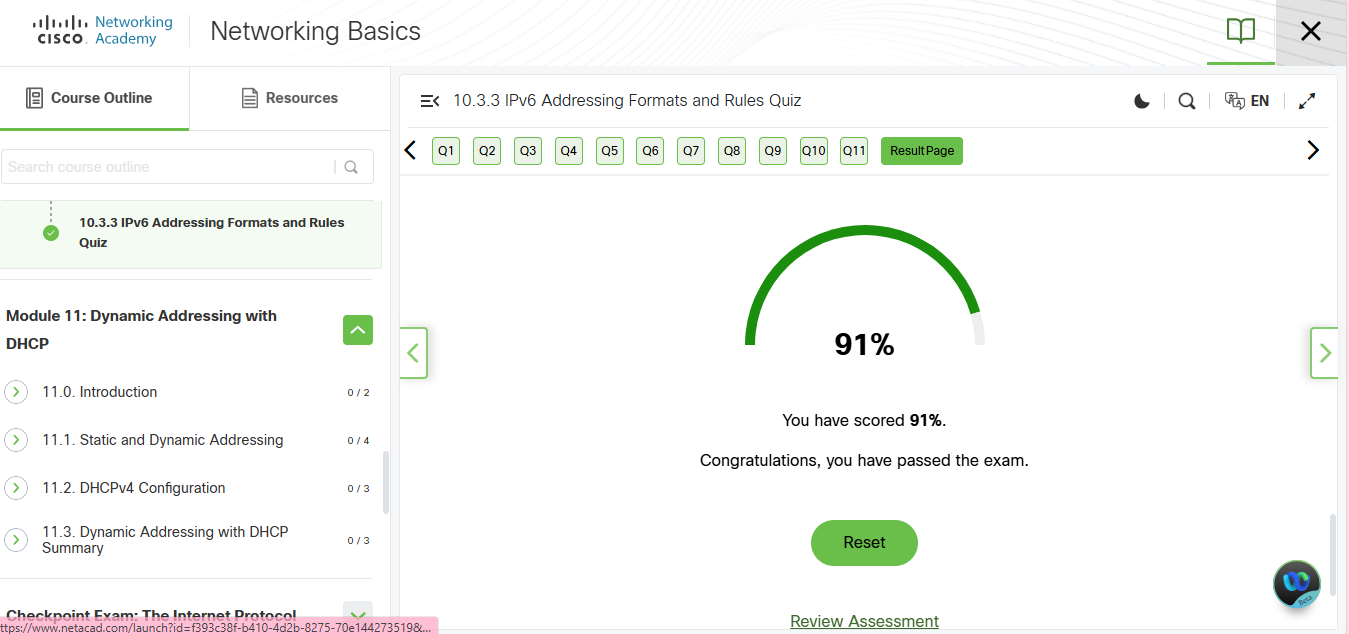 Networking
CISCO Academy
Networking Basics
Course Outline
Resources
Search course outline
10.3.3 IPv6 Addressing Formats and Rules
Quiz
Module 11: Dynamic Addressing with
DHCP
11.0. Introduction 0 / 2
11.1. Static and Dynamic Addressing 0 / 4
11.2. DHCPv4 Configuration 0 / 3
11.3. Dynamic Addressing with DHCP
Summary 0 / 3
Checkpoint Exam: The Internet Protocol
ttps://www.netacad.com/launch?id=f393c38f-b410-4d2b-8275-70e144273519&...
10.3.3 IPv6 Addressing Formats and Rules Quiz
EN
Q1 Q2 Q3 Q4 Q5 Q6 Q7 Q8 Q9 Q10 Q11 Result Page
91%
You have scored 91%.
Congratulations, you have passed the exam.
Reset
Beta
Review Assessment